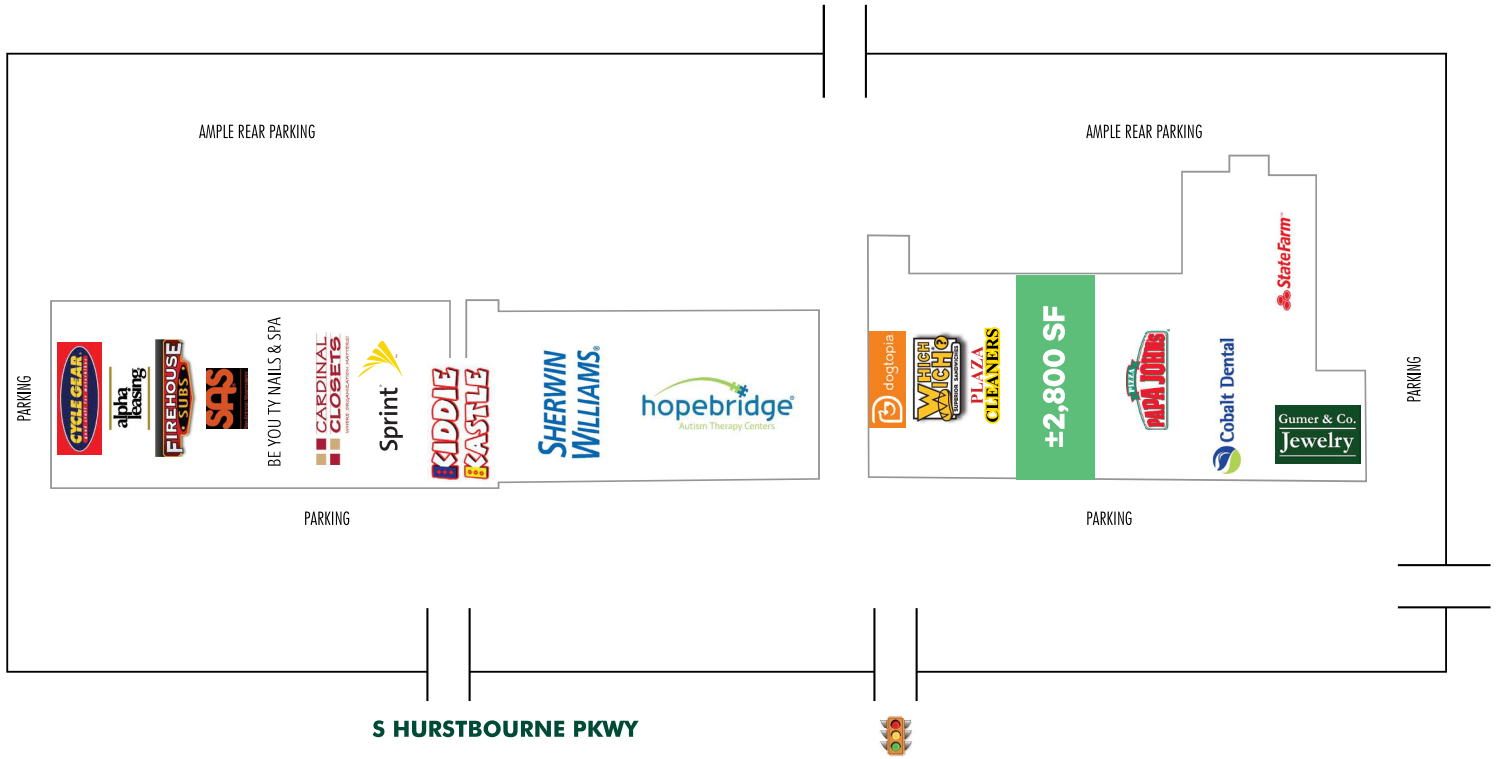 AMPLE REAR PARKING
AMPLE REAR PARKING
PARKING
CYCLE GEAR
alpha
leasing
FIREHOUSE
SUBS
SAS
BE YOU TY NAILS & SPA
CARDINAL
CLOSETS
Sprint
KIDDIE
KASTLE
SHERWIN
WILLIAMS®
hopebridge®
Autism Therapy Centers
dogtopia
WHICH
WICH?
SUPERIOR SANDWICHES
PLAZA
CLEANERS
±2,800 SF
PIZZA
PAPA JOHNS
Cobalt Dental
StateFarm™
Gumer & Co.
Jewelry
PARKING
PARKING
PARKING
S HURSTBOURNE PKWY